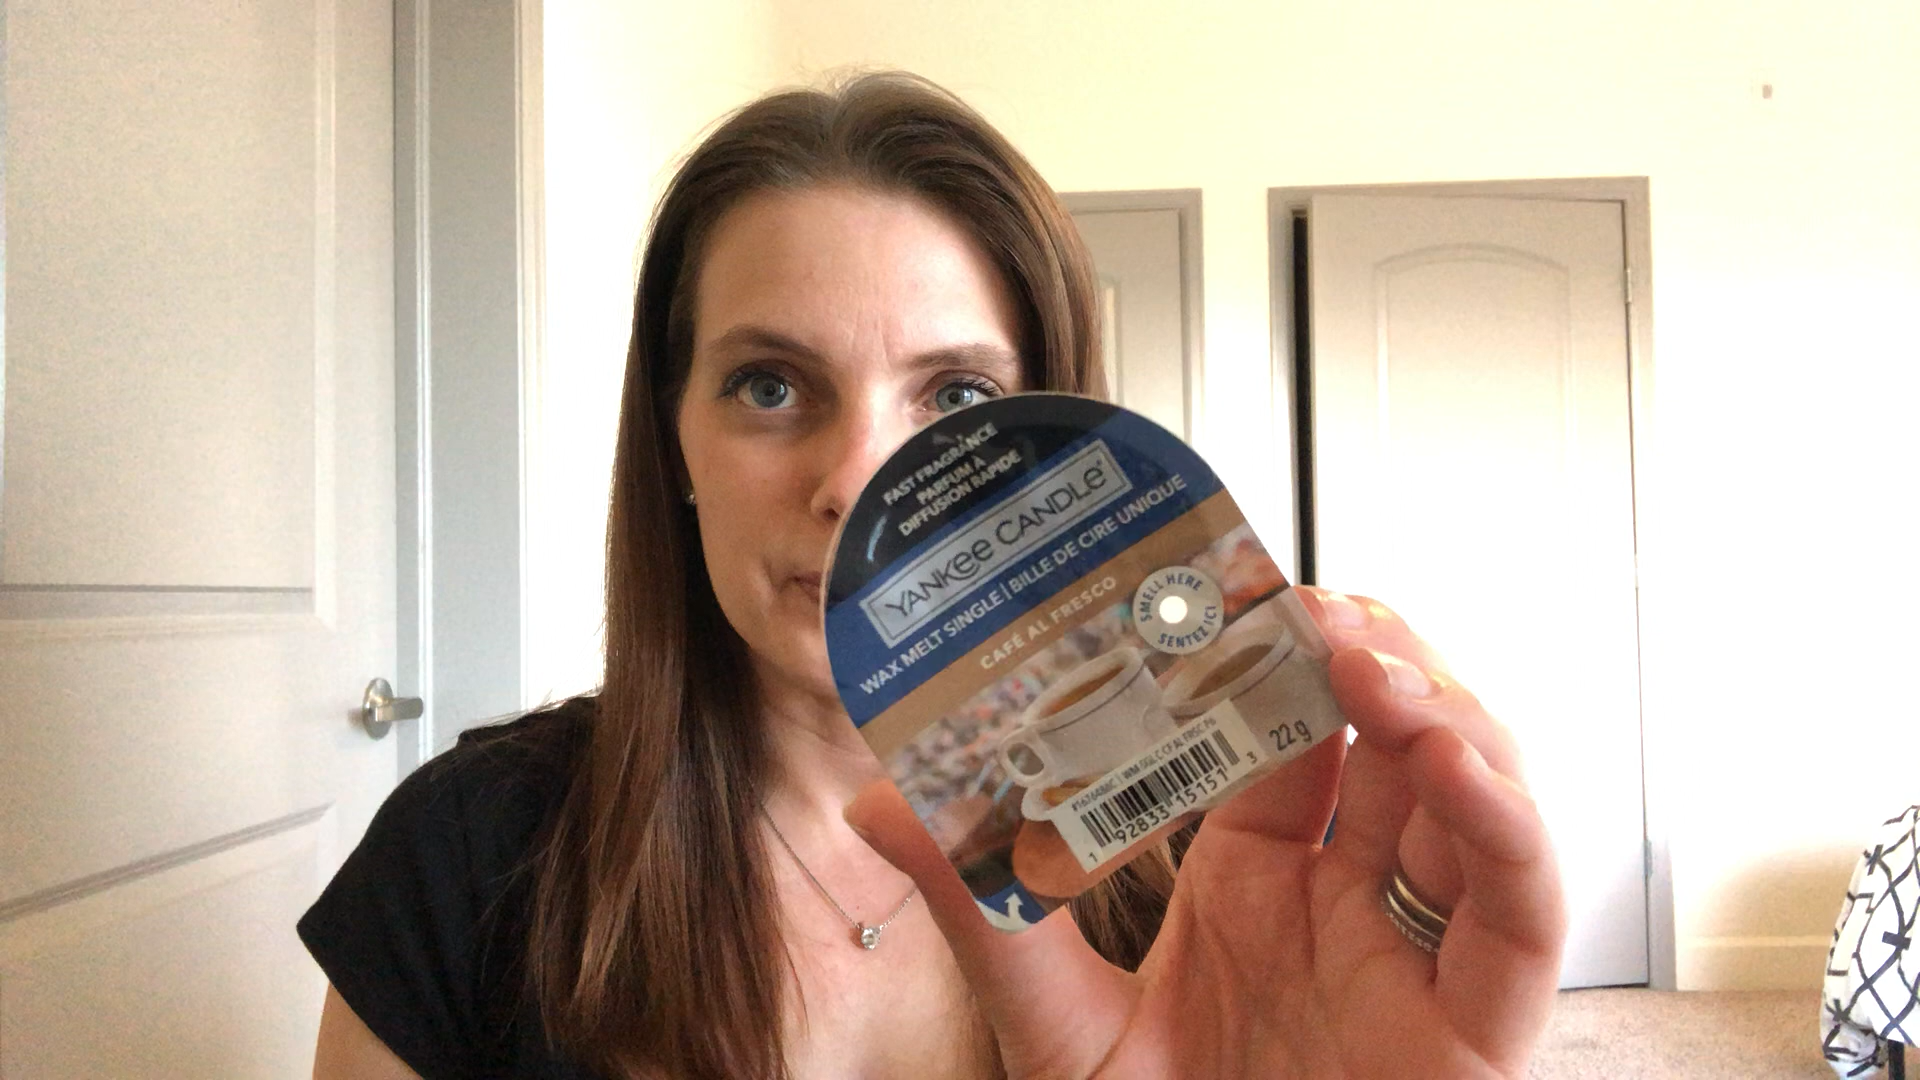 FAST FRAGRANCE
PARFUM À
DIFFUSION RAPIDE
YANKEE CANDLE®
WAX MELT SINGLE | BILLE DE CIRE UNIQUE
CAFÉ AL FRESCO
SMELL HERE
SENTEZ ICI
22 g
1 92833 15151 3